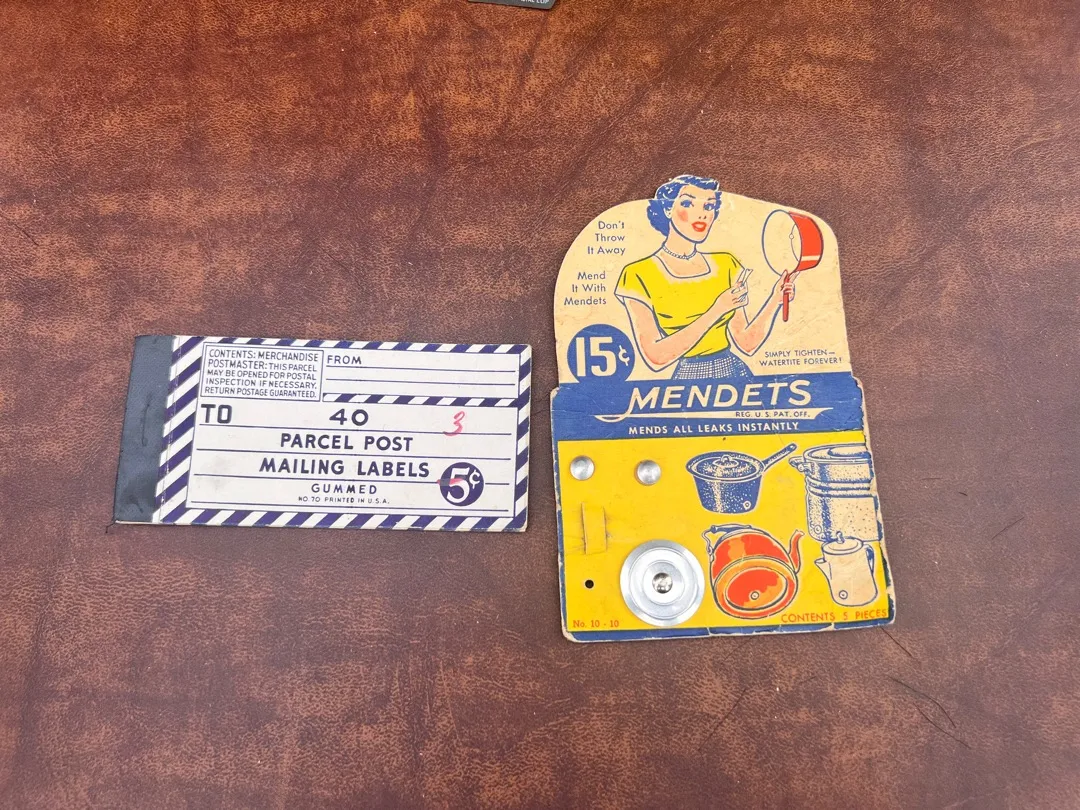 CONTENTS: MERCHANDISE
POSTMASTER: THIS PARCEL
MAY BE OPENED FOR POSTAL
INSPECTION IF NECESSARY.
RETURN POSTAGE GUARANTEED.
FROM
TO
40
3
PARCEL POST
MAILING LABELS
5¢
GUMMED
NO 70 PRINTED IN U.S.A.
Don't
Throw
It Away
Mend
It With
Mendets
15¢
SIMPLY TIGHTEN—
WATERTITE FOREVER!
MENDETS
REG. U.S. PAT. OFF.
MENDS ALL LEAKS INSTANTLY
No. 10 - 10
CONTENTS 5 PIECES